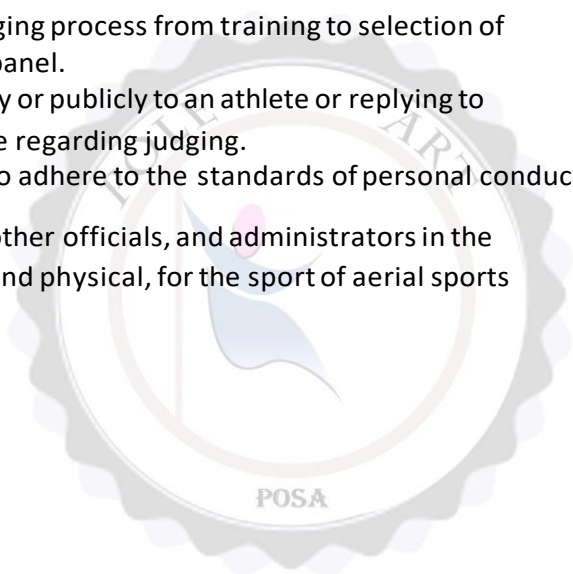 ging process from training to selection of
panel.
y or publicly to an athlete or replying to
e regarding judging.
o adhere to the standards of personal conduc
other officials, and administrators in the
nd physical, for the sport of aerial sports
POLE ART
POSA